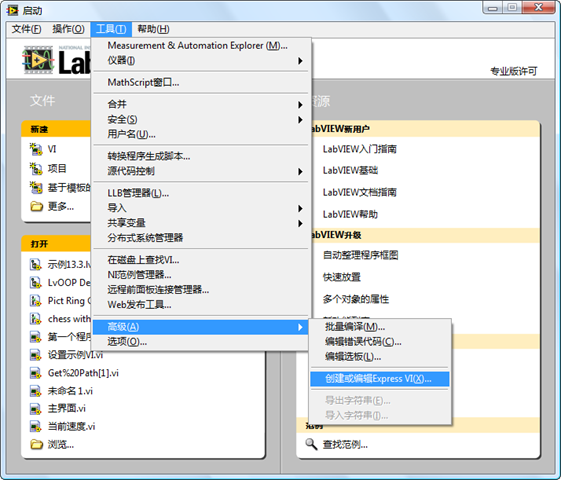 启动
文件(F) 操作(O) 工具(T) 帮助(H)
NATIONAL
Lab
专业版许可
Measurement & Automation Explorer (M)...
仪器(I)
MathScript窗口...
合并
安全(S)
用户名(U)...
转换程序生成脚本...
源代码控制
LLB管理器(L)...
导入
共享变量
分布式系统管理器
在磁盘上查找VI...
NI范例管理器...
远程前面板连接管理器...
Web发布工具...
高级(A)
选项(O)...
批量编译(M)...
编辑错误代码(C)...
编辑选板(L)...
创建或编辑Express VI(X)...
导出字符串(E)...
导入字符串(I)...
文件
新建
VI
项目
基于模板的
更多...
打开
示例13.3.lv
LvOOP De
Pict Ring C
chess with
第一个程序
设置示例VI.vi
Get%20Path[1].vi
未命名 1.vi
主界面.vi
当前速度.vi
浏览...
资源
LabVIEW新用户
LabVIEW入门指南
LabVIEW基础
LabVIEW文档指南
LabVIEW帮助
LabVIEW升级
自动整理程序框图
快速放置
多个对象的属性
范例
查找范例...